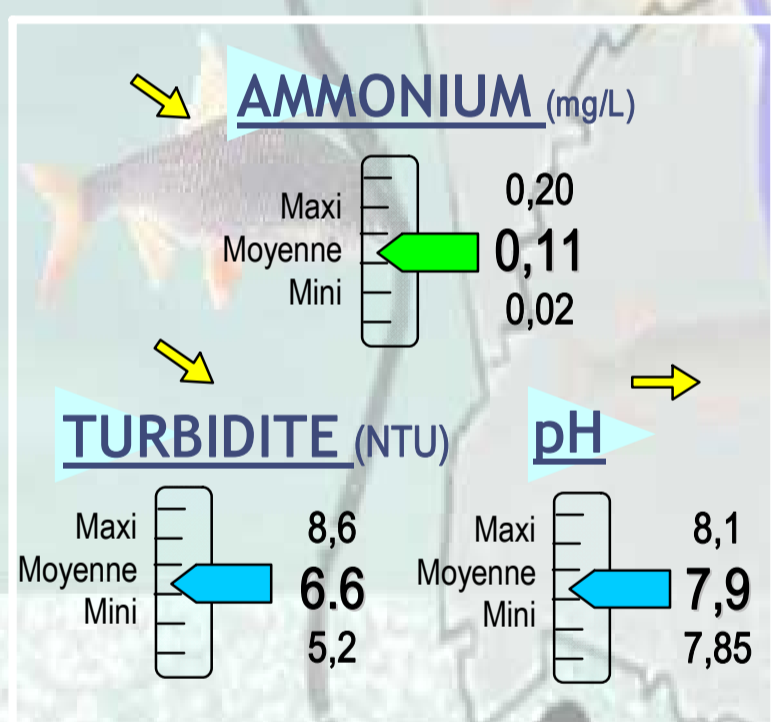 AMMONIUM (mg/L)
Maxi 0,20
Moyenne 0,11
Mini 0,02
TURBIDITE (NTU)
Maxi 8,6
Moyenne 6.6
Mini 5,2
pH
Maxi 8,1
Moyenne 7,9
Mini 7,85